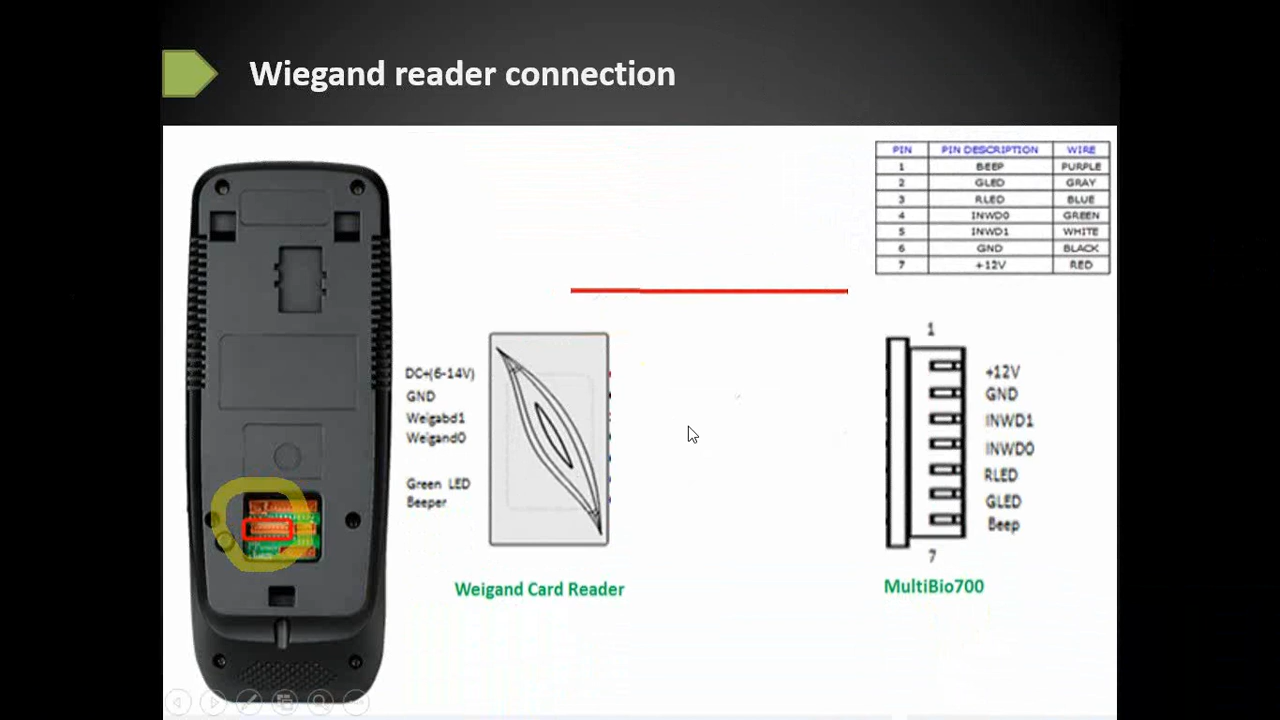 Wiegand reader connection
PIN PIN DESCRIPTION WIRE
1 BEEP PURPLE
2 GLED GRAY
3 RLED BLUE
4 INWD0 GREEN
5 INWD1 WHITE
6 GND BLACK
7 +12V RED
1
DC+(6-14V)
GND
Weigabd1
Weigand0
Green LED
Beeper
+12V
GND
INWD1
INWD0
RLED
GLED
Beep
7
Weigand Card Reader
MultiBio700